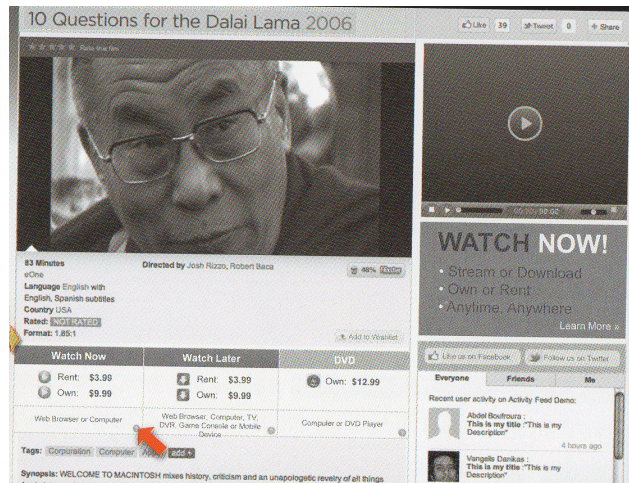 10 Questions for the Dalai Lama 2006
Like 39 Tweet 0 + Share
Rate this film
83 Minutes
Directed by Josh Rizzo, Robert Baca
eOne
48%
Language English with
English, Spanish subtitles
Country USA
Rated: NOT RATED
Format: 1.85:1
+ Add to Wishlist
00:00 / 00:00
WATCH NOW!
• Stream or Download
• Own or Rent
• Anytime, Anywhere
Learn More »
Watch Now
Rent: $3.99
Own: $9.99
Web Browser or Computer
?
Watch Later
Rent: $3.99
Own: $9.99
Web Browser, Computer, TV,
DVR, Game Console or Mobile
Device
?
DVD
Own: $12.99
Computer or DVD Player
?
Like us on Facebook
Follow us on Twitter
Everyone Friends Me
Recent user activity on Activity Feed Demo:
Abdel Boufroura :
This is my title :"This is my
Description"
4 hours ago
Vangelis Danikas :
This is my title :"This is my
Description"
Tags: Corporation Computer add +
Synopsis: WELCOME TO MACINTOSH mixes history, criticism and an unapologetic revelry of all things